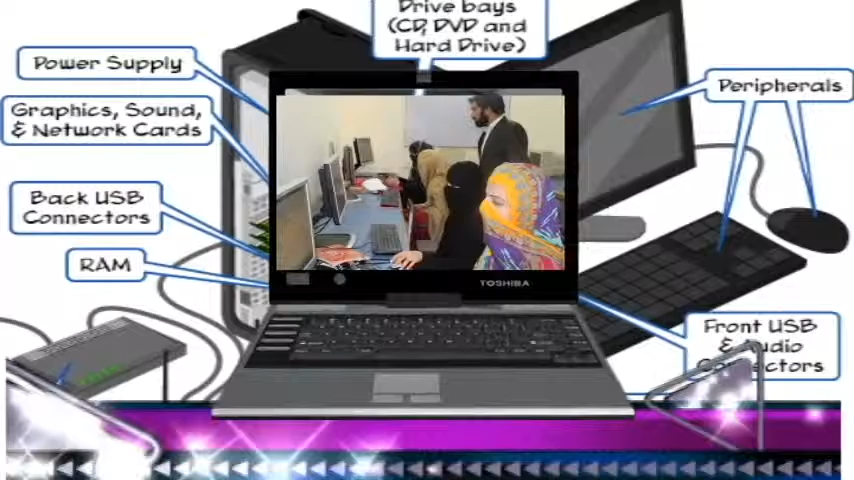 Drive bays
(CD, DVD and
Hard Drive)
Power Supply
Graphics, Sound,
& Network Cards
Back USB
Connectors
RAM
Peripherals
TOSHIBA
Front USB
& Audio
Connectors